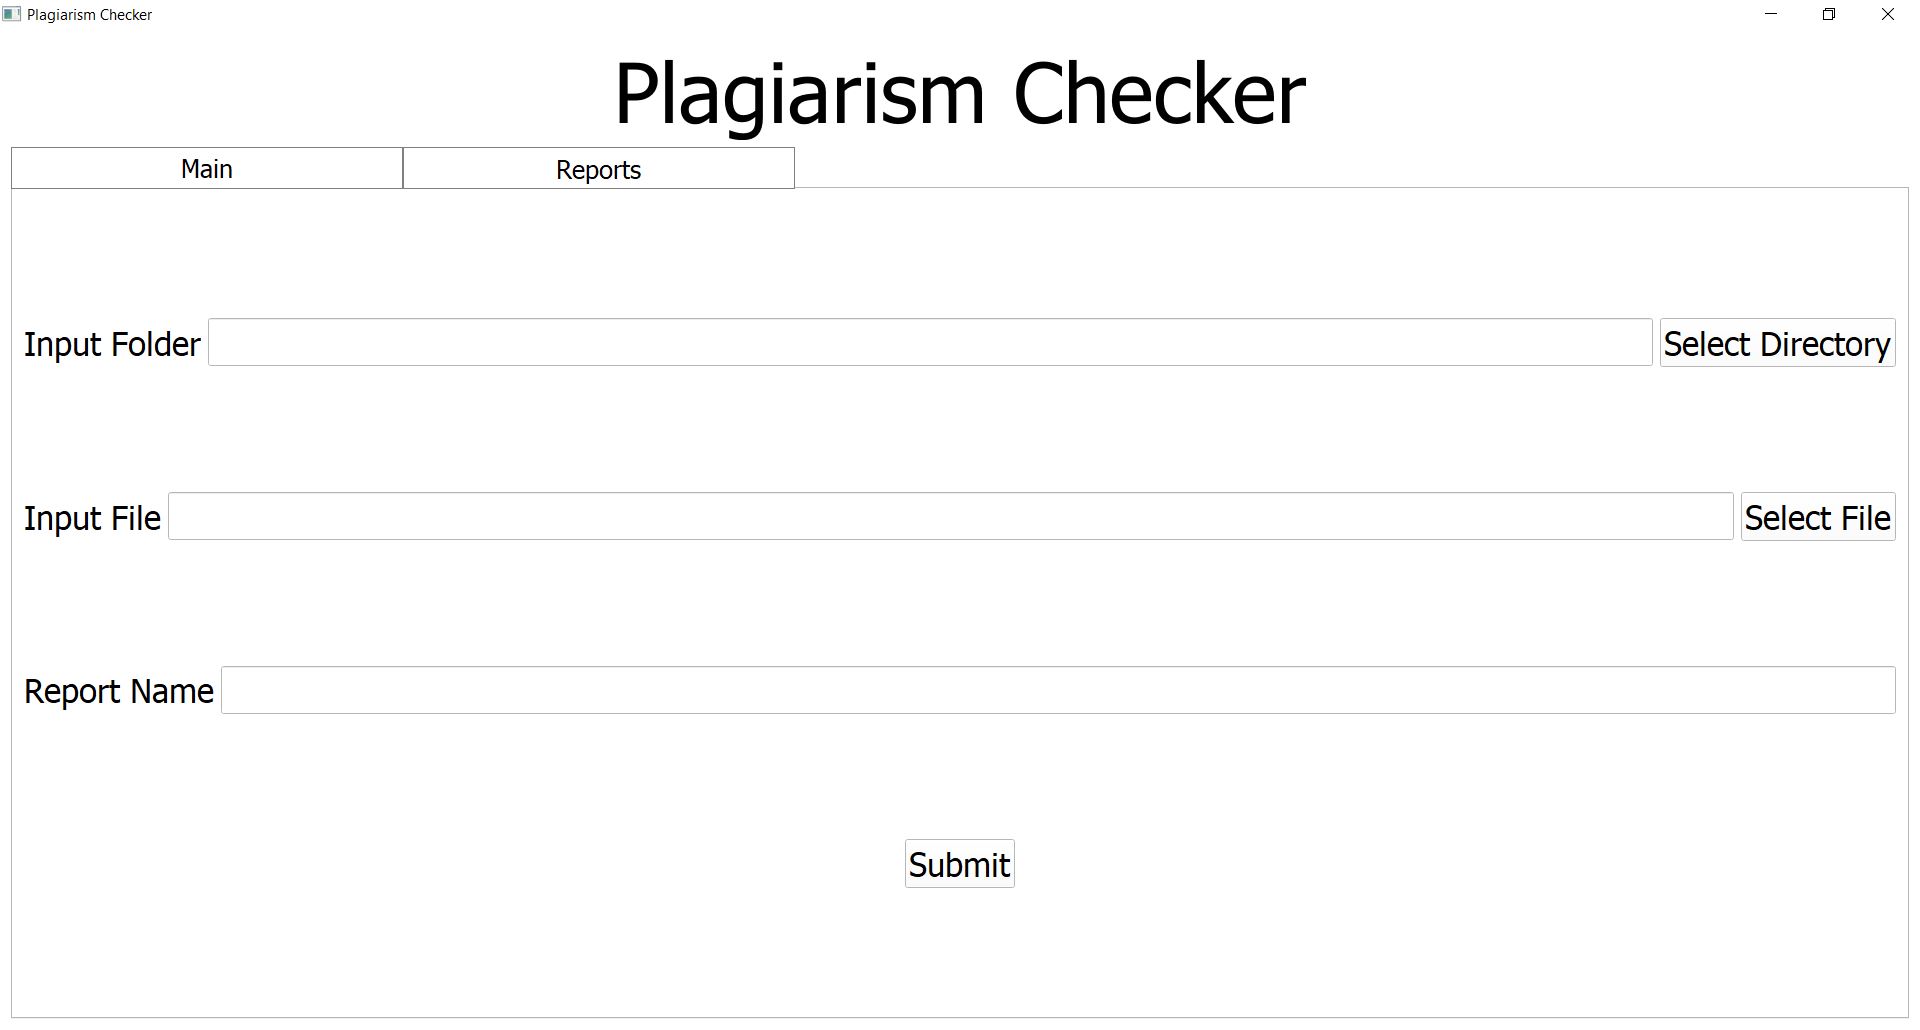 Plagiarism Checker
Plagiarism Checker
Main Reports
Input Folder Select Directory
Input File Select File
Report Name
Submit